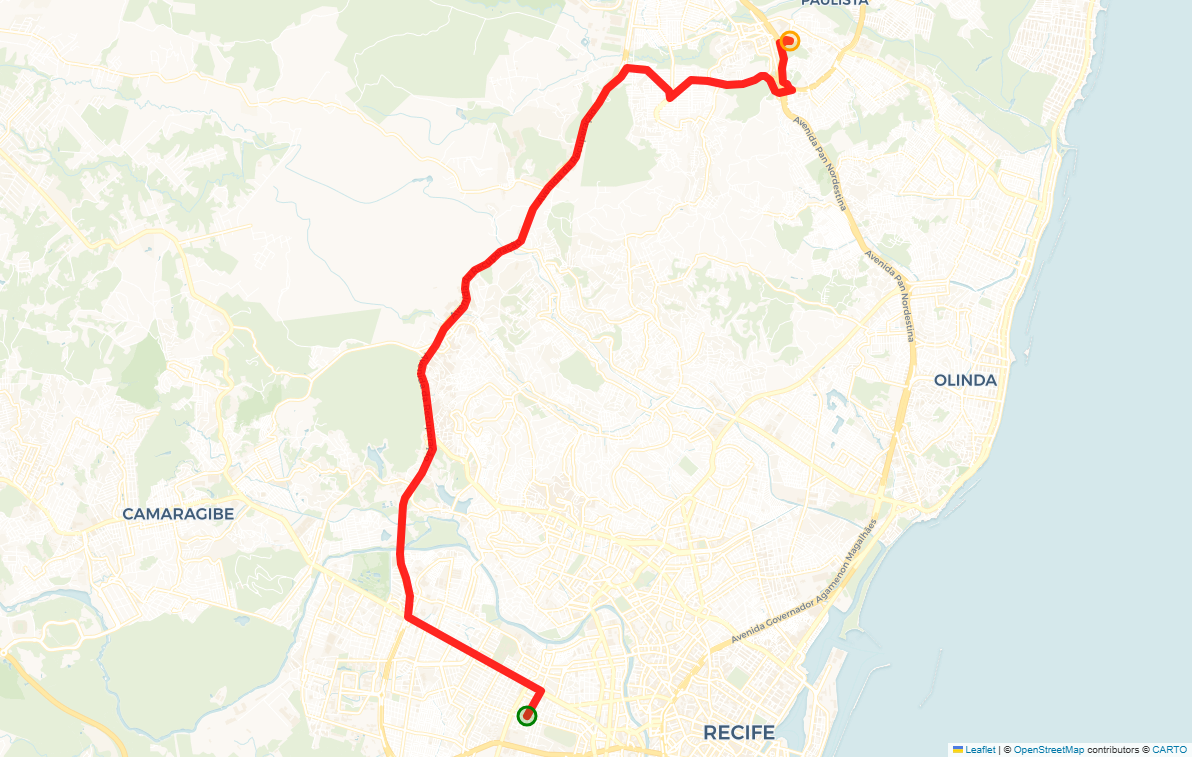 PAULISTA
Avenida Pan Nordestina
Avenida Pan Nordestina
OLINDA
CAMARAGIBE
Avenida Governador Agamenon Magalhães
RECIFE
Leaflet | © OpenStreetMap contributors © CARTO